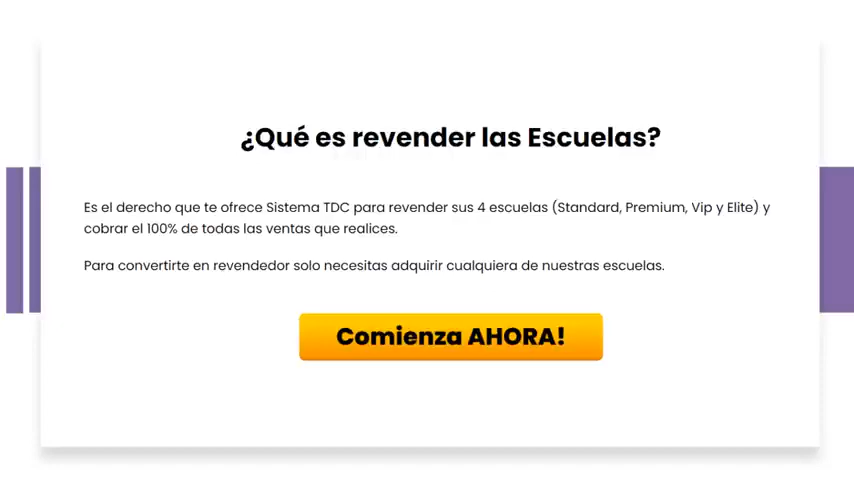 ¿Qué es revender las Escuelas?
Es el derecho que te ofrece Sistema TDC para revender sus 4 escuelas (Standard, Premium, Vip y Elite) y
cobrar el 100% de todas las ventas que realices.
Para convertirte en revendedor solo necesitas adquirir cualquiera de nuestras escuelas.
Comienza AHORA!